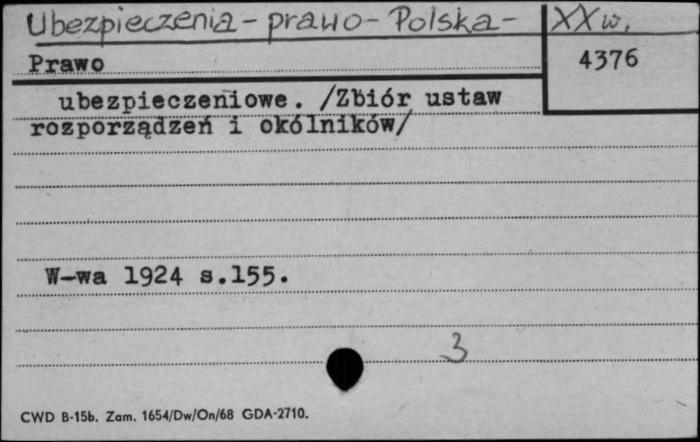 Ubezpieczenia - prawo - Polska - XX w.
Prawo
4376
ubezpieczeniowe. /Zbiór ustaw
rozporządzeń i okólników/
W-wa 1924 s.155.
3
CWD B-15b. Zam. 1654/Dw/On/68 GDA-2710.